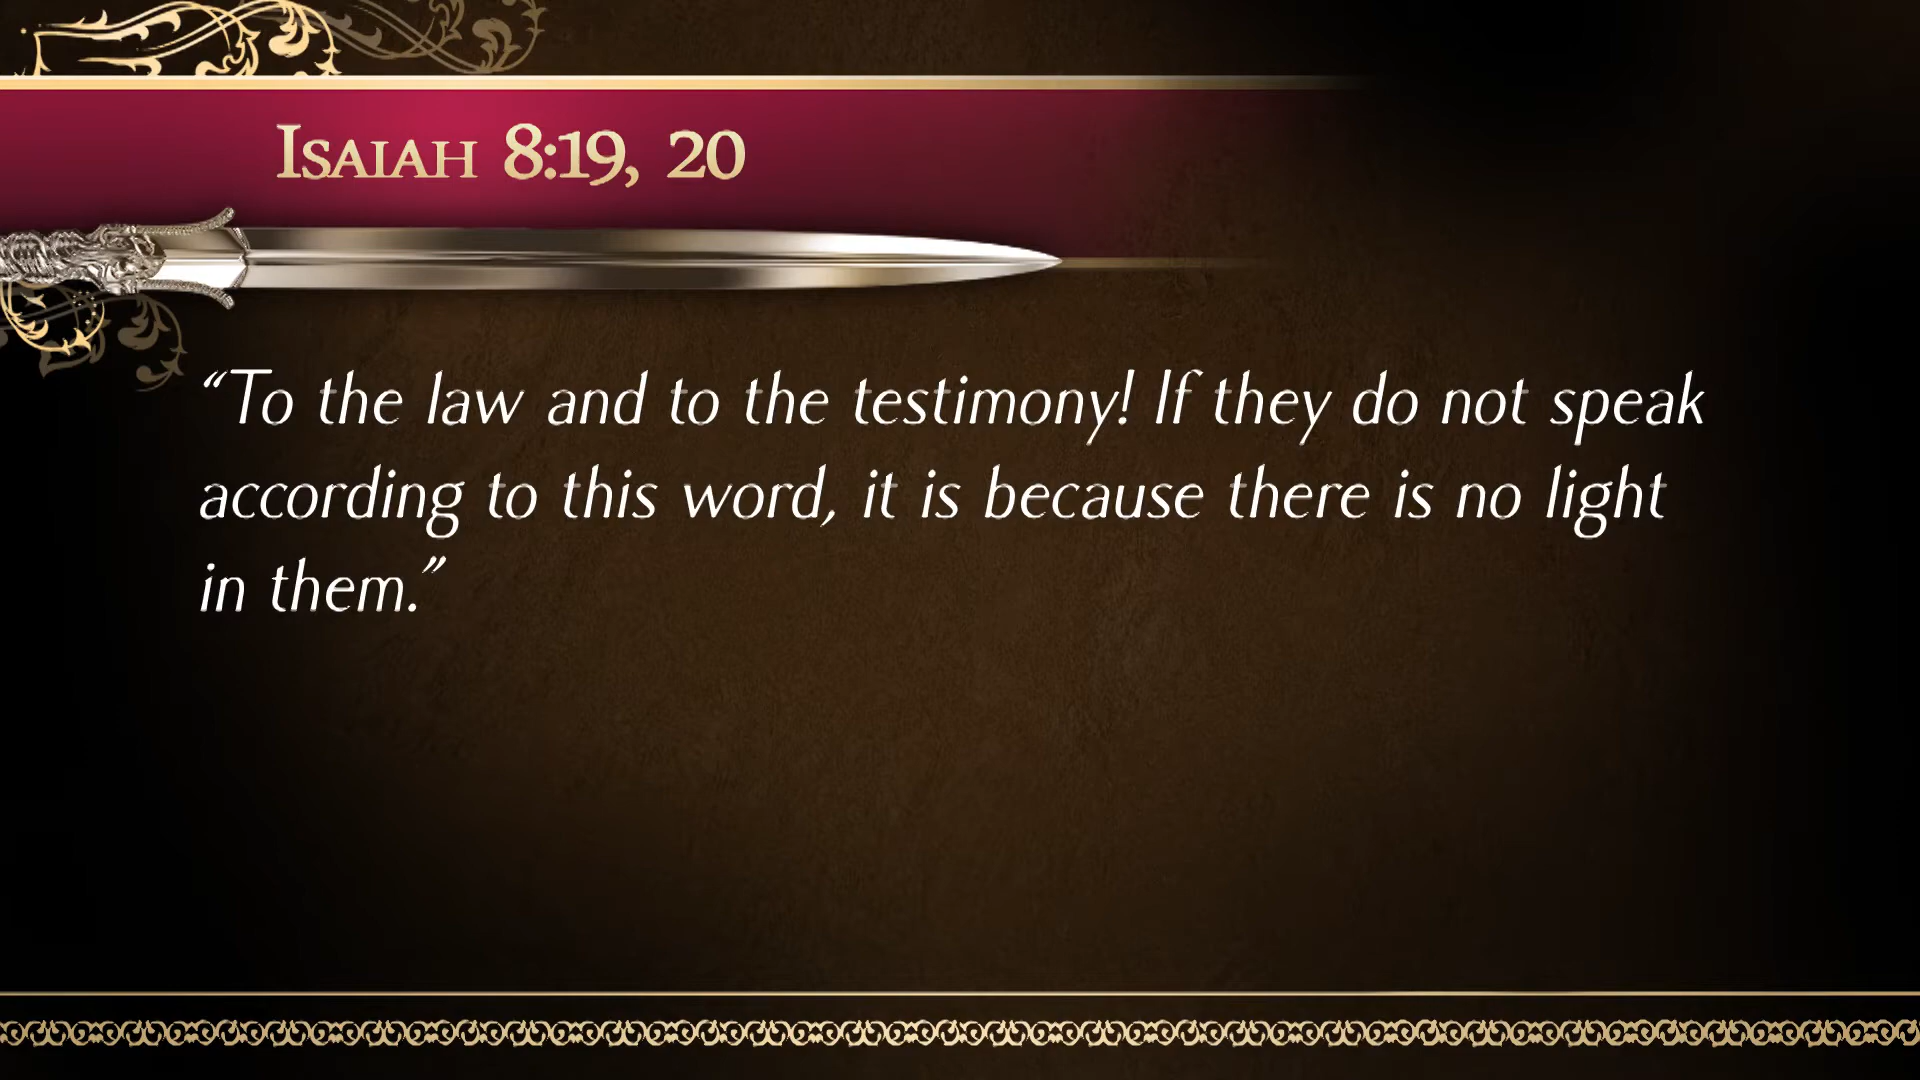 Isaiah 8:19, 20
“To the law and to the testimony! If they do not speak
according to this word, it is because there is no light
in them.”